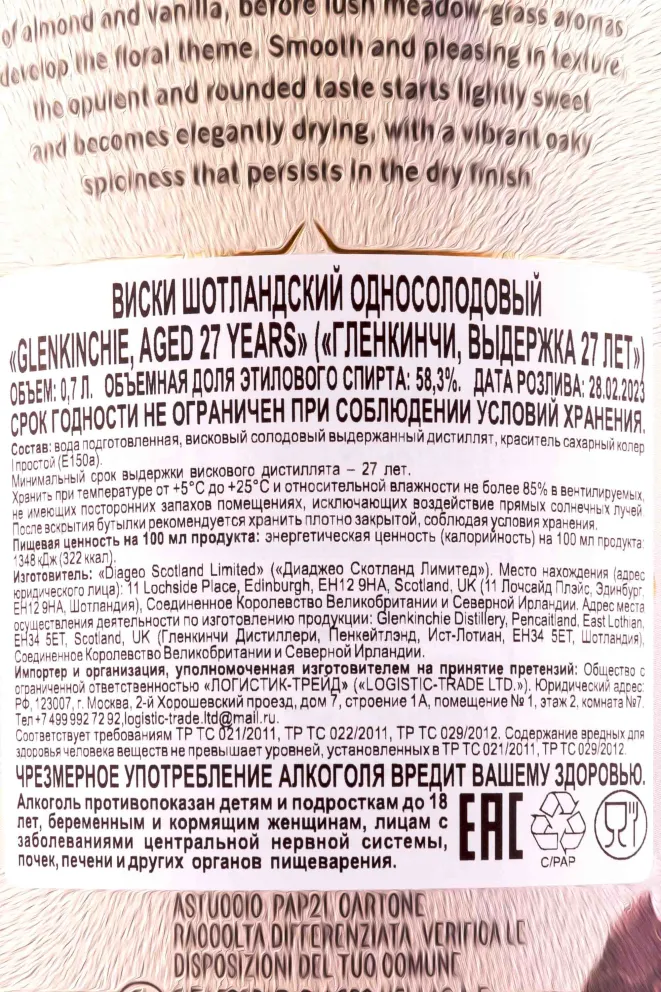 of almond and vanilla, before lush meadow-grass aromas
develop the floral theme. Smooth and pleasing in texture,
the opulent and rounded taste starts lightly sweet
and becomes elegantly drying, with a vibrant oaky
spiciness that persists in the dry finish.
ВИСКИ ШОТЛАНДСКИЙ ОДНОСОЛОДОВЫЙ
«GLENKINCHIE, AGED 27 YEARS» («ГЛЕНКИНЧИ, ВЫДЕРЖКА 27 ЛЕТ»)
ОБЪЕМ: 0,7 Л. ОБЪЕМНАЯ ДОЛЯ ЭТИЛОВОГО СПИРТА: 58,3%. ДАТА РОЗЛИВА: 28.02.2023
СРОК ГОДНОСТИ НЕ ОГРАНИЧЕН ПРИ СОБЛЮДЕНИИ УСЛОВИЙ ХРАНЕНИЯ.
Состав: вода подготовленная, висковый солодовый выдержанный дистиллят, краситель сахарный колер
I простой (Е150а).
Минимальный срок выдержки вискового дистиллята – 27 лет.
Хранить при температуре от +5°С до +25°С и относительной влажности не более 85% в вентилируемых,
не имеющих посторонних запахов помещениях, исключающих воздействие прямых солнечных лучей.
После вскрытия бутылки рекомендуется хранить плотно закрытой, соблюдая условия хранения.
Пищевая ценность на 100 мл продукта: энергетическая ценность (калорийность) на 100 мл продукта:
1348 кДж (322 ккал).
Изготовитель: «Diageo Scotland Limited» («Диаджео Скотланд Лимитед»). Место нахождения (адрес
юридического лица): 11 Lochside Place, Edinburgh, EH12 9HA, Scotland, UK (11 Лочсайд Плэйс, Эдинбург,
EH12 9HA, Шотландия), Соединенное Королевство Великобритании и Северной Ирландии. Адрес места
осуществления деятельности по изготовлению продукции: Glenkinchie Distillery, Pencaitland, East Lothian,
EH34 5ET, Scotland, UK (Гленкинчи Дистиллери, Пенкейтлэнд, Ист-Лотиан, EH34 5ET, Шотландия),
Соединенное Королевство Великобритании и Северной Ирландии.
Импортер и организация, уполномоченная изготовителем на принятие претензий: Общество с
ограниченной ответственностью «ЛОГИСТИК-ТРЕЙД» («LOGISTIC-TRADE LTD.»). Юридический адрес:
РФ, 123007, г. Москва, 2-й Хорошевский проезд, дом 7, строение 1А, помещение № 1, этаж 2, комната №7.
Тел +7 499 992 72 92,logistic-trade.ltd@mail.ru.
Соответствует требованиям ТР ТС 021/2011, ТР ТС 022/2011, ТР ТС 029/2012. Содержание вредных для
здоровья человека веществ не превышает уровней, установленных в ТР ТС 021/2011, ТР ТС 029/2012.
ЧРЕЗМЕРНОЕ УПОТРЕБЛЕНИЕ АЛКОГОЛЯ ВРЕДИТ ВАШЕМУ ЗДОРОВЬЮ.
Алкоголь противопоказан детям и подросткам до 18
лет, беременным и кормящим женщинам, лицам с
заболеваниями центральной нервной системы,
почек, печени и других органов пищеварения.
ЕАС
C/PAP
ASTUCCIO PAP21 CARTONE
RACCOLTA DIFFERENZIATA. VERIFICA LE
DISPOSIZIONI DEL TUO COMUNE